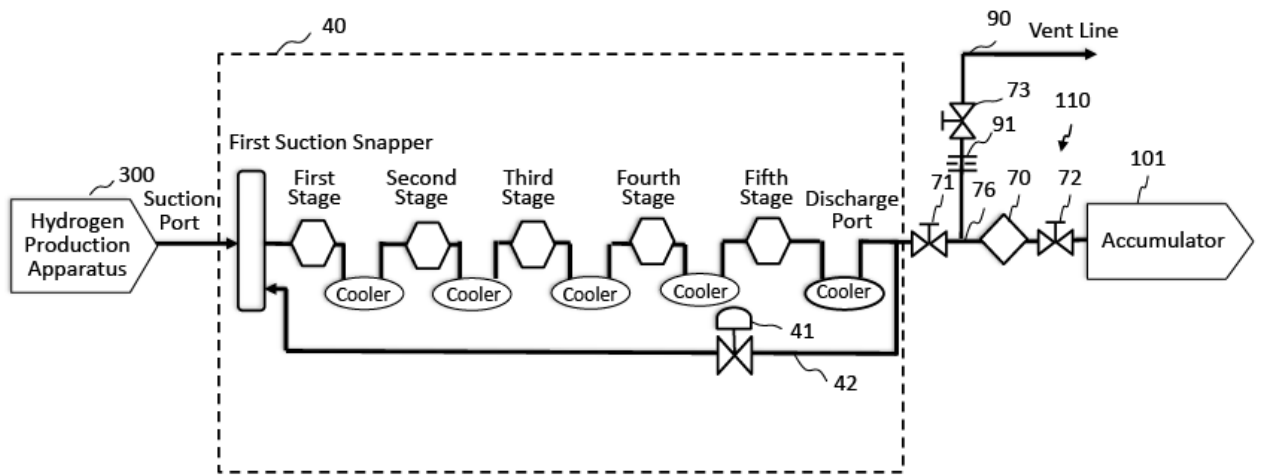 40
90
Vent Line
73
110
91
First Suction Snapper
300
Suction
Port
First
Stage
Second
Stage
Third
Stage
Fourth
Stage
Fifth
Stage
Discharge
Port
71
76
70
72
101
Hydrogen
Production
Apparatus
Accumulator
Cooler
Cooler
Cooler
Cooler
Cooler
41
42